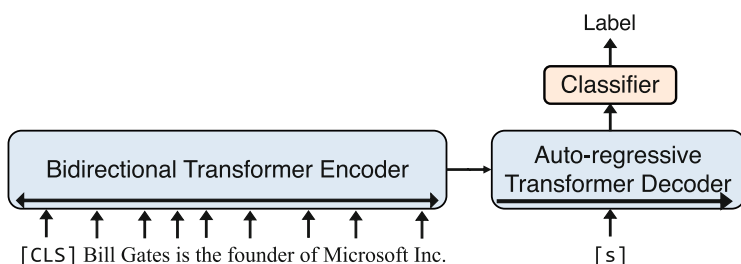 Label
Classifier
Bidirectional Transformer Encoder
Auto-regressive
Transformer Decoder
[CLS] Bill Gates is the founder of Microsoft Inc.
[s]